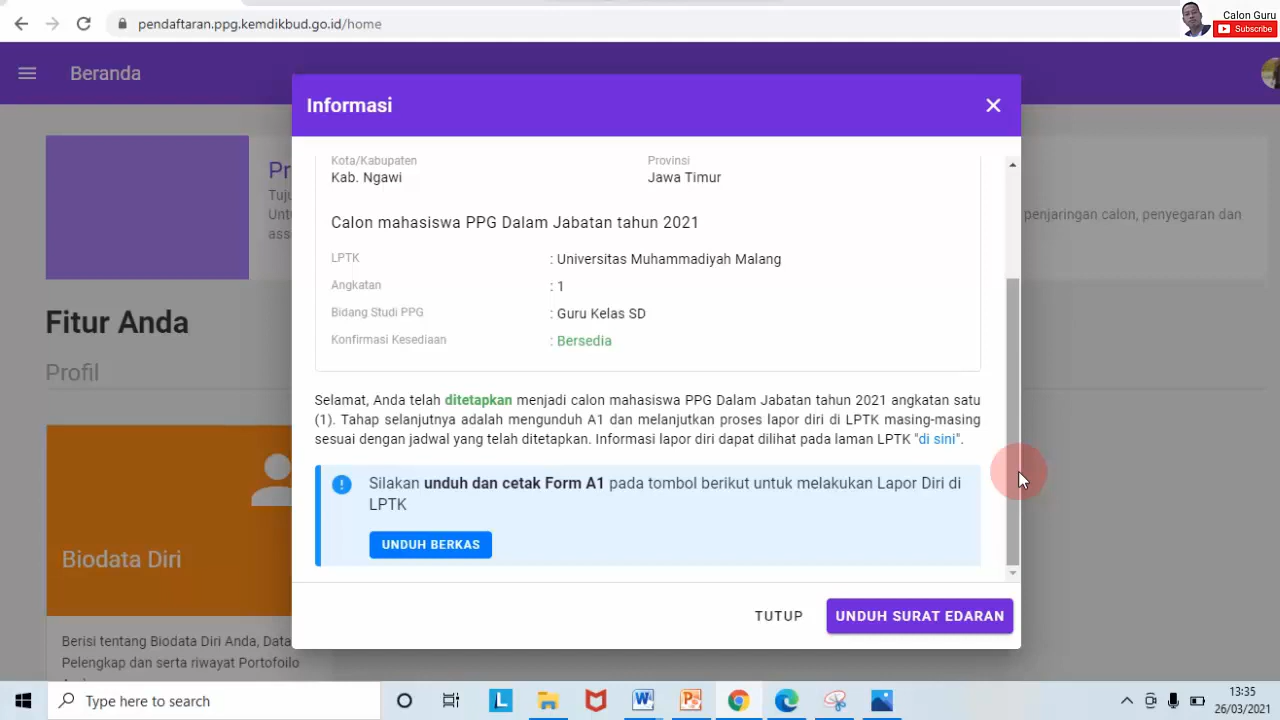 pendaftaran.ppg.kemdikbud.go.id/home
Calon Guru
Subscribe
Beranda
Informasi
Kota/Kabupaten
Provinsi
Kab. Ngawi
Jawa Timur
Calon mahasiswa PPG Dalam Jabatan tahun 2021
LPTK : Universitas Muhammadiyah Malang
Angkatan : 1
Bidang Studi PPG : Guru Kelas SD
Konfirmasi Kesediaan : Bersedia
Selamat, Anda telah ditetapkan menjadi calon mahasiswa PPG Dalam Jabatan tahun 2021 angkatan satu
(1). Tahap selanjutnya adalah mengunduh A1 dan melanjutkan proses lapor diri di LPTK masing-masing
sesuai dengan jadwal yang telah ditetapkan. Informasi lapor diri dapat dilihat pada laman LPTK "di sini".
Silakan unduh dan cetak Form A1 pada tombol berikut untuk melakukan Lapor Diri di
LPTK
UNDUH BERKAS
TUTUP
UNDUH SURAT EDARAN
penjaringan calon, penyegaran dan
Fitur Anda
Profil
Biodata Diri
Berisi tentang Biodata Diri Anda, Data
Pelengkap dan serta riwayat Portofoilo
Type here to search
13:35
26/03/2021